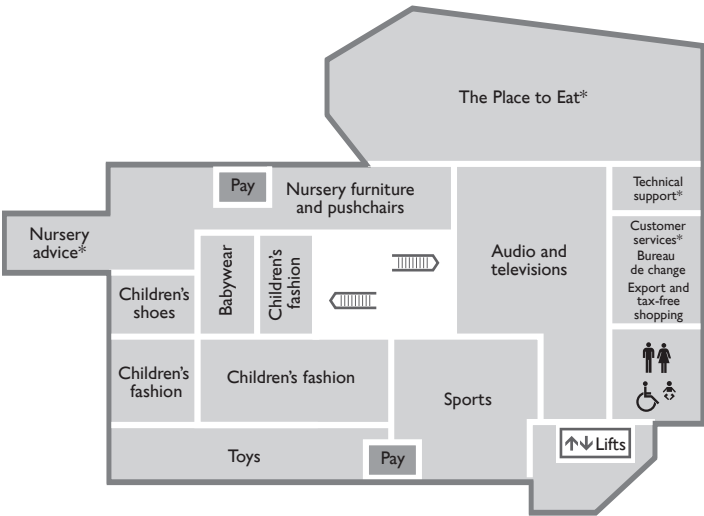 The Place to Eat*
Pay
Nursery furniture
and pushchairs
Technical
support*
Nursery
advice*
Customer
services*
Bureau
de change
Export and
tax-free
shopping
Babywear
Children's
fashion
Audio and
televisions
Children's
shoes
Children's
fashion
Children's fashion
Sports
Lifts
Toys
Pay